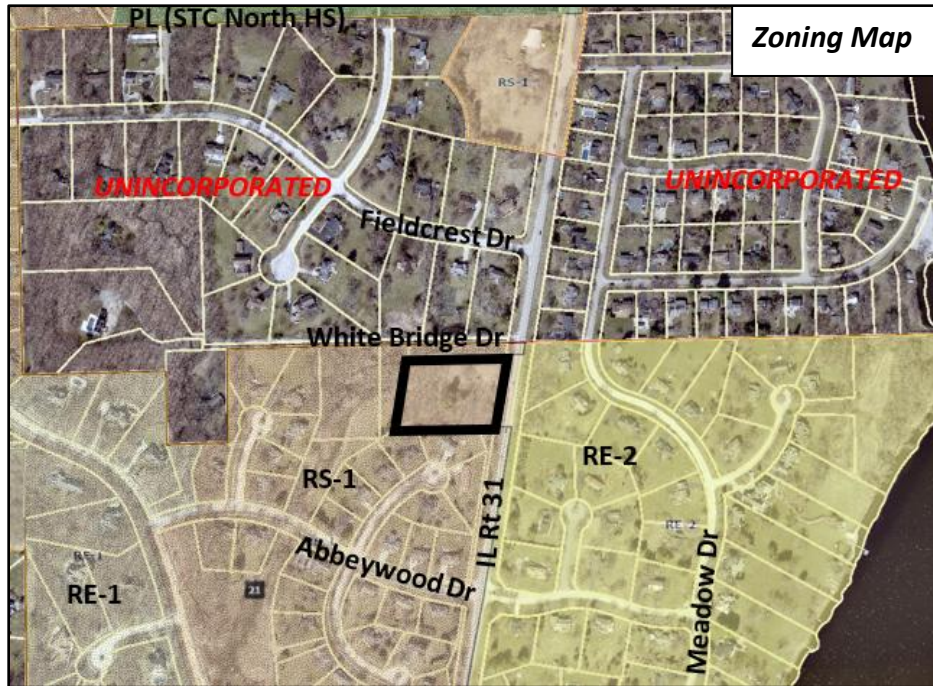 PL (STC North HS)
Zoning Map
RS-1
UNINCORPORATED
UNINCORPORATED
Fieldcrest Dr
White Bridge Dr
RS-1
RE-2
IL Rt 31
RE-2
Abbeywood Dr
RE-1
21
RE-1
Meadow Dr